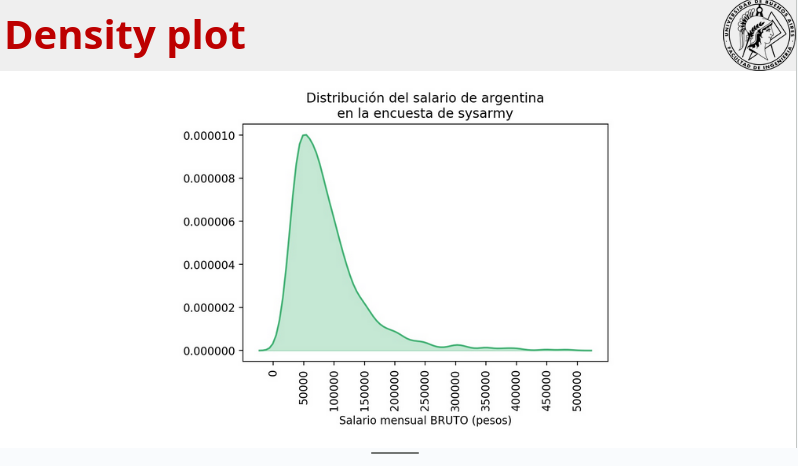 Density plot
UNIVERSIDAD DE BUENOS AIRES
FACULTAD DE INGENIERIA
Distribución del salario de argentina
en la encuesta de sysarmy
0.000010
0.000008
0.000006
0.000004
0.000002
0.000000
0
50000
100000
150000
200000
250000
300000
350000
400000
450000
500000
Salario mensual BRUTO (pesos)